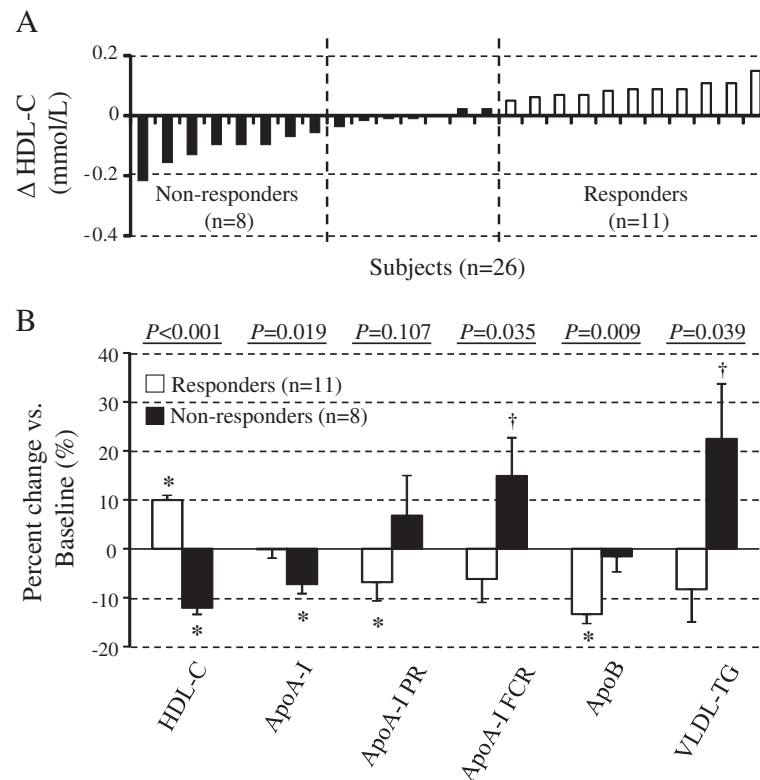 A
Δ HDL-C
(mmol/L)
0.2
0
-0.2
-0.4
Non-responders
(n=8)
Responders
(n=11)
Subjects (n=26)
B
P<0.001 P=0.019 P=0.107 P=0.035 P=0.009 P=0.039
Percent change vs.
Baseline (%)
40
30
20
10
0
-10
-20
Responders (n=11)
Non-responders (n=8)
*
*
*
*
†
*
†
HDL-C
ApoA-I
ApoA-I PR
ApoA-I FCR
ApoB
VLDL-TG